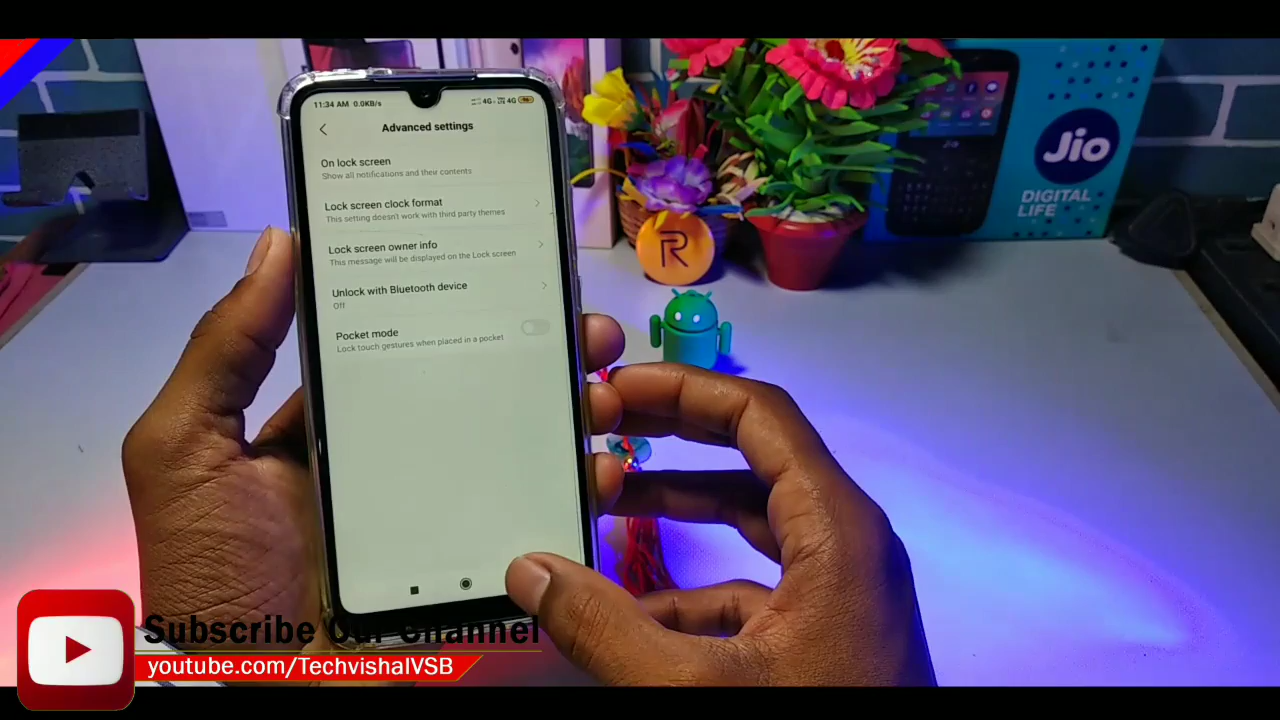 11:34 AM 0.0KB/s
4G 4G
Advanced settings
On lock screen
Show all notifications and their contents
Lock screen clock format
This setting doesn't work with third party themes
Lock screen owner info
This message will be displayed on the Lock screen
Unlock with Bluetooth device
Off
Pocket mode
Lock touch gestures when placed in a pocket
Jio
DIGITAL
LIFE
R
Subscribe Our Channel
youtube.com/TechvishalVSB